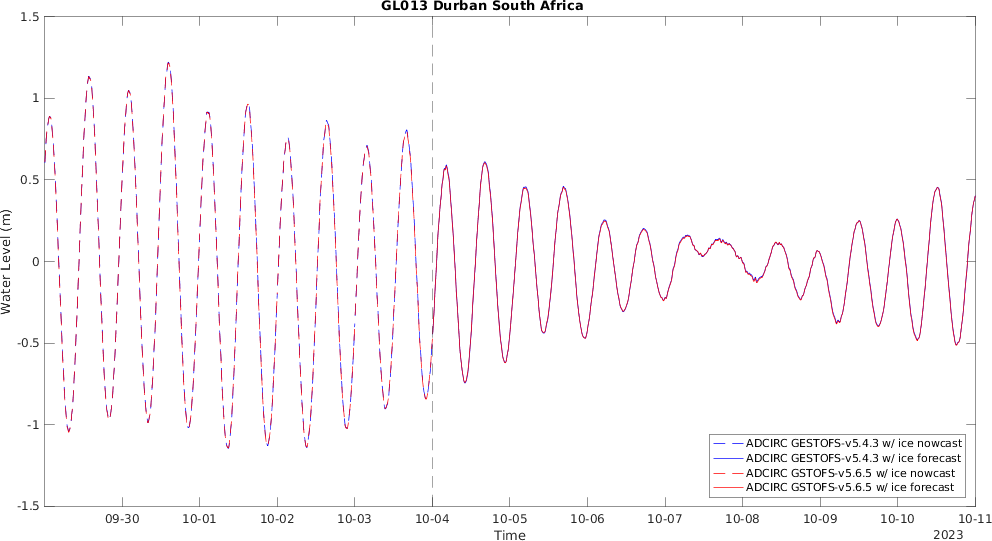 GL013 Durban South Africa
1.5
1
0.5
0
-0.5
-1
-1.5
Water Level (m)
ADCIRC GESTOFS-v5.4.3 w/ ice nowcast
ADCIRC GESTOFS-v5.4.3 w/ ice forecast
ADCIRC GSTOFS-v5.6.5 w/ ice nowcast
ADCIRC GSTOFS-v5.6.5 w/ ice forecast
09-30 10-01 10-02 10-03 10-04 10-05 10-06 10-07 10-08 10-09 10-10 10-11
Time
2023